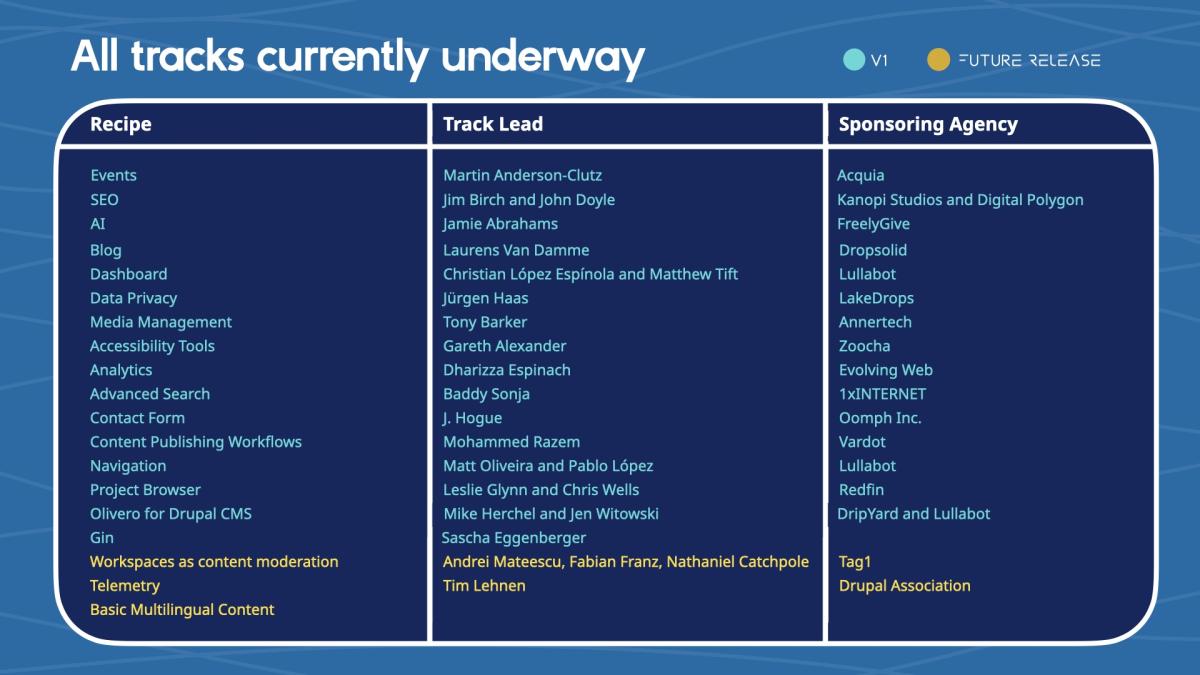 All tracks currently underway
V1 FUTURE RELEASE
Recipe Track Lead Sponsoring Agency
Events Martin Anderson-Clutz Acquia
SEO Jim Birch and John Doyle Kanopi Studios and Digital Polygon
AI Jamie Abrahams FreelyGive
Blog Laurens Van Damme Dropsolid
Dashboard Christian López Espínola and Matthew Tift Lullabot
Data Privacy Jürgen Haas LakeDrops
Media Management Tony Barker Annertech
Accessibility Tools Gareth Alexander Zoocha
Analytics Dharizza Espinach Evolving Web
Advanced Search Baddy Sonja 1xINTERNET
Contact Form J. Hogue Oomph Inc.
Content Publishing Workflows Mohammed Razem Vardot
Navigation Matt Oliveira and Pablo López Lullabot
Project Browser Leslie Glynn and Chris Wells Redfin
Olivero for Drupal CMS Mike Herchel and Jen Witowski DripYard and Lullabot
Gin Sascha Eggenberger
Workspaces as content moderation Andrei Mateescu, Fabian Franz, Nathaniel Catchpole Tag1
Telemetry Tim Lehnen Drupal Association
Basic Multilingual Content